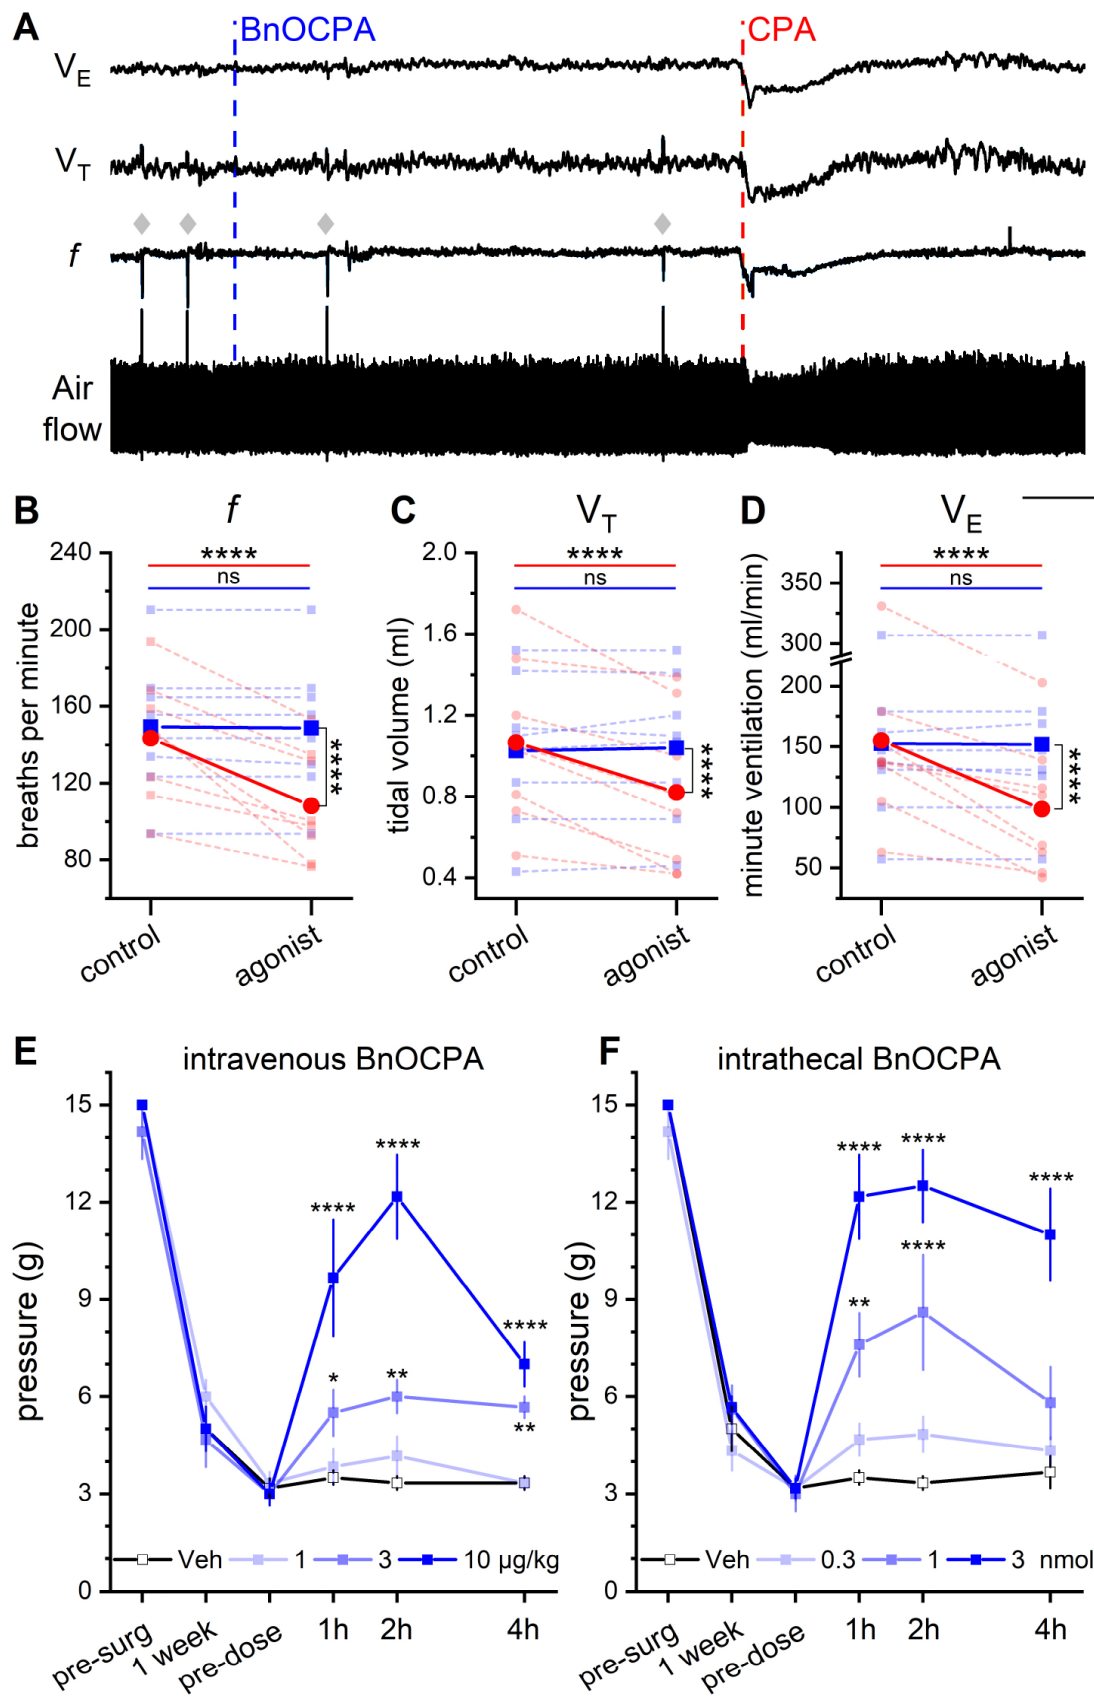 A
BnOCPA
CPA
VE
VT
f
Air
flow
B
f
C
VT
D
VE
****
ns
****
ns
****
ns
240
200
160
120
80
breaths per minute
****
control
agonist
2.0
1.6
1.2
0.8
0.4
tidal volume (ml)
****
control
agonist
350
300
200
150
100
50
minute ventilation (ml/min)
****
control
agonist
E
intravenous BnOCPA
15
12
9
6
3
0
pressure (g)
****
****
****
*
**
**
Veh 1 3 10 µg/kg
pre-surg
1 week
pre-dose
1h
2h
4h
F
intrathecal BnOCPA
15
12
9
6
3
0
pressure (g)
****
****
****
**
****
Veh 0.3 1 3 nmol
pre-surg
1 week
pre-dose
1h
2h
4h